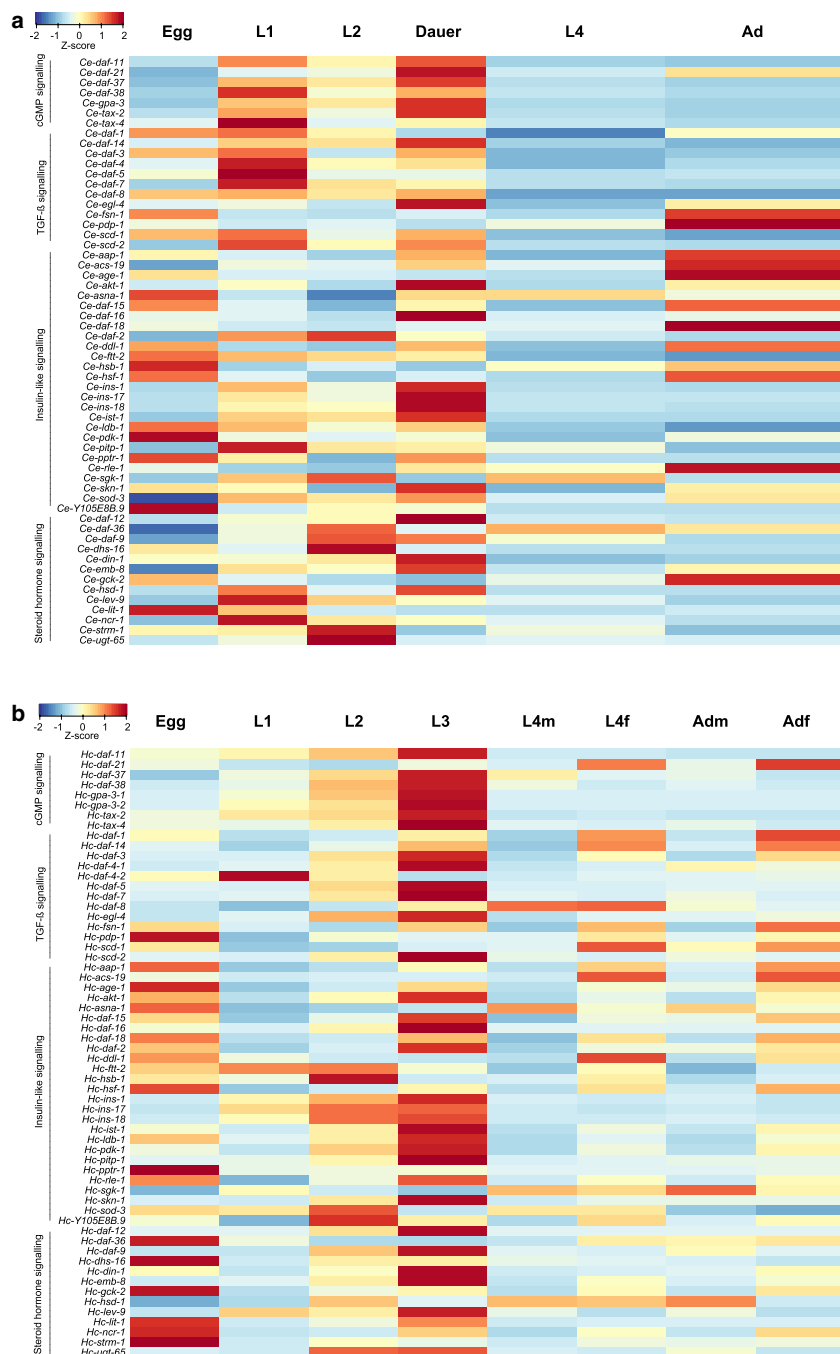 a
-2 -1 0 1 2
Z-score
Egg L1 L2 Dauer L4 Ad
cGMP signalling
Ce-daf-11
Ce-daf-21
Ce-daf-37
Ce-daf-38
Ce-gpa-3
Ce-tax-2
Ce-tax-4
TGF-ß signalling
Ce-daf-1
Ce-daf-14
Ce-daf-3
Ce-daf-4
Ce-daf-5
Ce-daf-7
Ce-daf-8
Ce-egl-4
Ce-fsn-1
Ce-pdp-1
Ce-scd-1
Ce-scd-2
Insulin-like signalling
Ce-aap-1
Ce-acs-19
Ce-age-1
Ce-akt-1
Ce-asna-1
Ce-daf-15
Ce-daf-16
Ce-daf-18
Ce-daf-2
Ce-ddl-1
Ce-ftt-2
Ce-hsb-1
Ce-hsf-1
Ce-ins-1
Ce-ins-17
Ce-ins-18
Ce-ist-1
Ce-ldb-1
Ce-pdk-1
Ce-pitp-1
Ce-pptr-1
Ce-rle-1
Ce-sgk-1
Ce-skn-1
Ce-sod-3
Ce-Y105E8B.9
Steroid hormone signalling
Ce-daf-12
Ce-daf-36
Ce-daf-9
Ce-dhs-16
Ce-din-1
Ce-emb-8
Ce-gck-2
Ce-hsd-1
Ce-lev-9
Ce-lit-1
Ce-ncr-1
Ce-strm-1
Ce-ugt-65
b
-2 -1 0 1 2
Z-score
Egg L1 L2 L3 L4m L4f Adm Adf
cGMP signalling
Hc-daf-11
Hc-daf-21
Hc-daf-37
Hc-daf-38
Hc-gpa-3-1
Hc-gpa-3-2
Hc-tax-2
Hc-tax-4
TGF-ß signalling
Hc-daf-1
Hc-daf-14
Hc-daf-3
Hc-daf-4-1
Hc-daf-4-2
Hc-daf-5
Hc-daf-7
Hc-daf-8
Hc-egl-4
Hc-fsn-1
Hc-pdp-1
Hc-scd-1
Hc-scd-2
Insulin-like signalling
Hc-aap-1
Hc-acs-19
Hc-age-1
Hc-akt-1
Hc-asna-1
Hc-daf-15
Hc-daf-16
Hc-daf-18
Hc-daf-2
Hc-ddl-1
Hc-ftt-2
Hc-hsb-1
Hc-hsf-1
Hc-ins-1
Hc-ins-17
Hc-ins-18
Hc-ist-1
Hc-ldb-1
Hc-pdk-1
Hc-pitp-1
Hc-pptr-1
Hc-rle-1
Hc-sgk-1
Hc-skn-1
Hc-sod-3
Hc-Y105E8B.9
Steroid hormone signalling
Hc-daf-12
Hc-daf-36
Hc-daf-9
Hc-dhs-16
Hc-din-1
Hc-emb-8
Hc-gck-2
Hc-hsd-1
Hc-lev-9
Hc-lit-1
Hc-ncr-1
Hc-strm-1
Hc-ugt-65